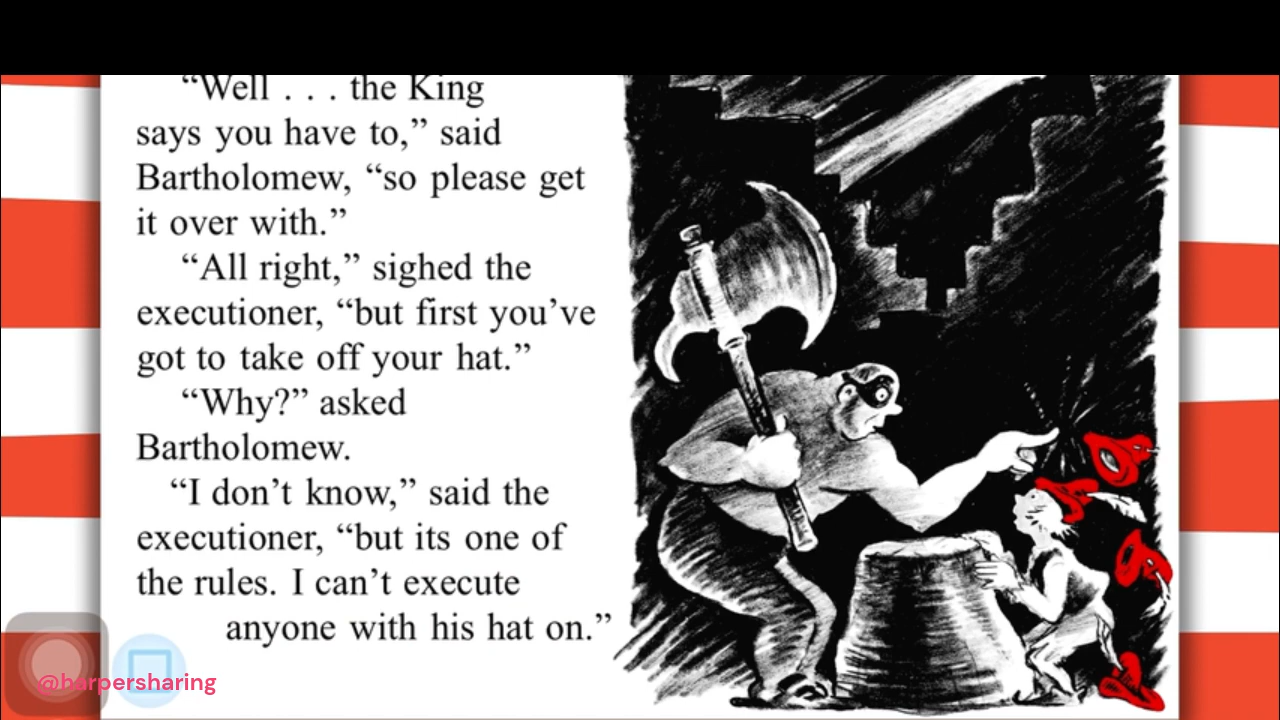 “Well . . . the King
says you have to,” said
Bartholomew, “so please get
it over with.”
“All right,” sighed the
executioner, “but first you’ve
got to take off your hat.”
“Why?” asked
Bartholomew.
“I don’t know,” said the
executioner, “but its one of
the rules. I can’t execute
anyone with his hat on.”
@harpersharing